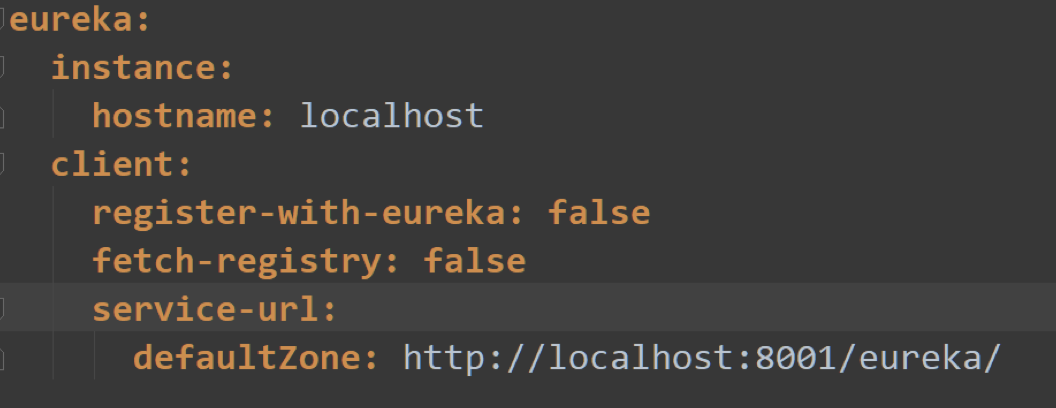 eureka:
  instance:
    hostname: localhost
  client:
    register-with-eureka: false
    fetch-registry: false
    service-url:
      defaultZone: http://localhost:8001/eureka/